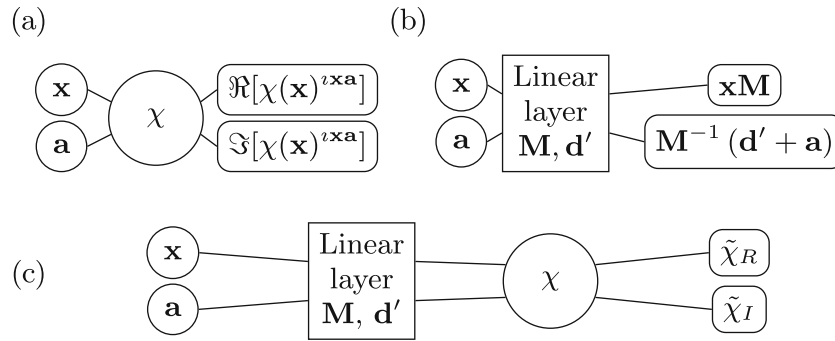 (a)
x
a
χ
ℜ[χ(x)^{ıxa}]
ℑ[χ(x)^{ıxa}]
(b)
x
a
Linear
layer
M, d′
xM
M⁻¹ (d′ + a)
(c)
x
a
Linear
layer
M, d′
χ
χ̃_R
χ̃_I